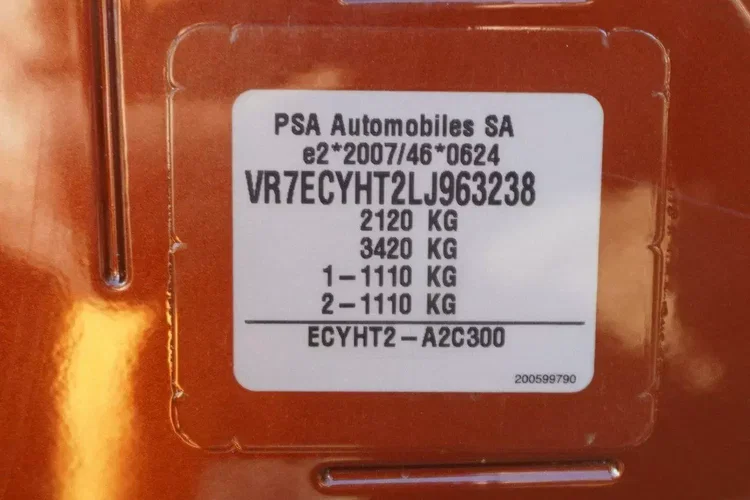 PSA Automobiles SA
e2*2007/46*0624
VR7ECYHT2LJ963238
2120 KG
3420 KG
1-1110 KG
2-1110 KG
ECYHT2-A2C300
200599790